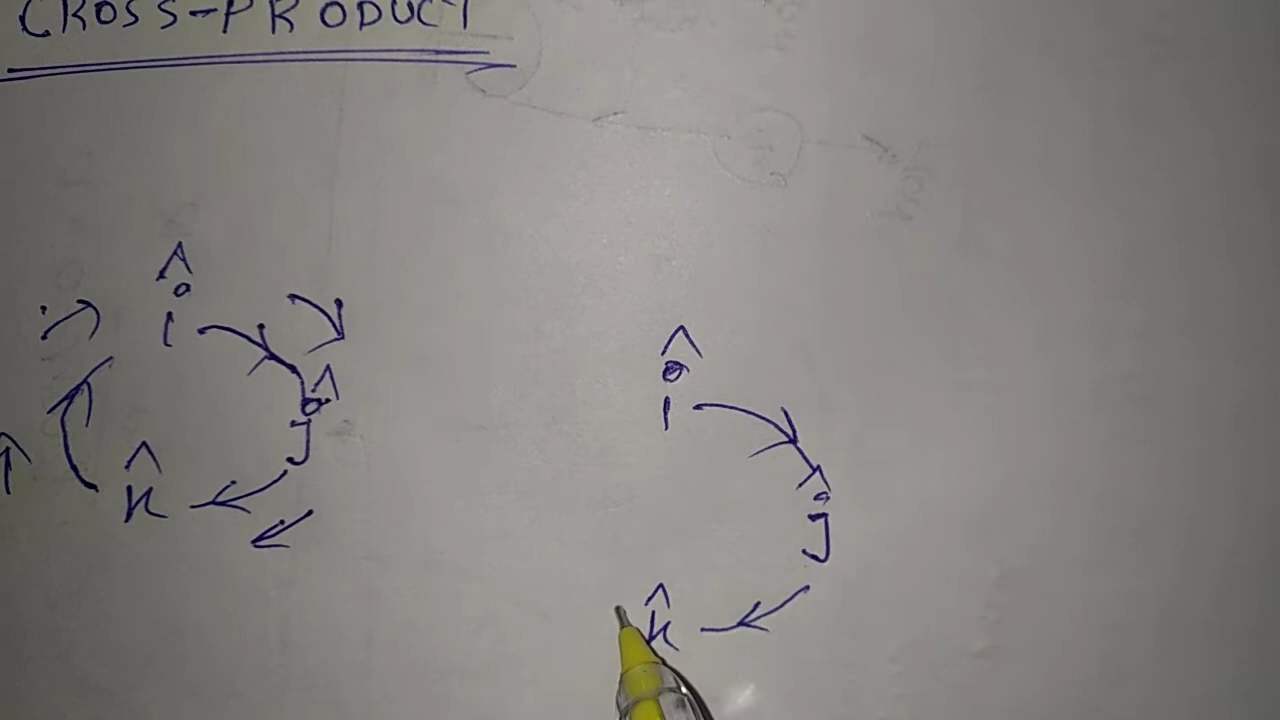 CROSS-PRODUCT
î
î
ĵ
k̂
ĵ
k̂